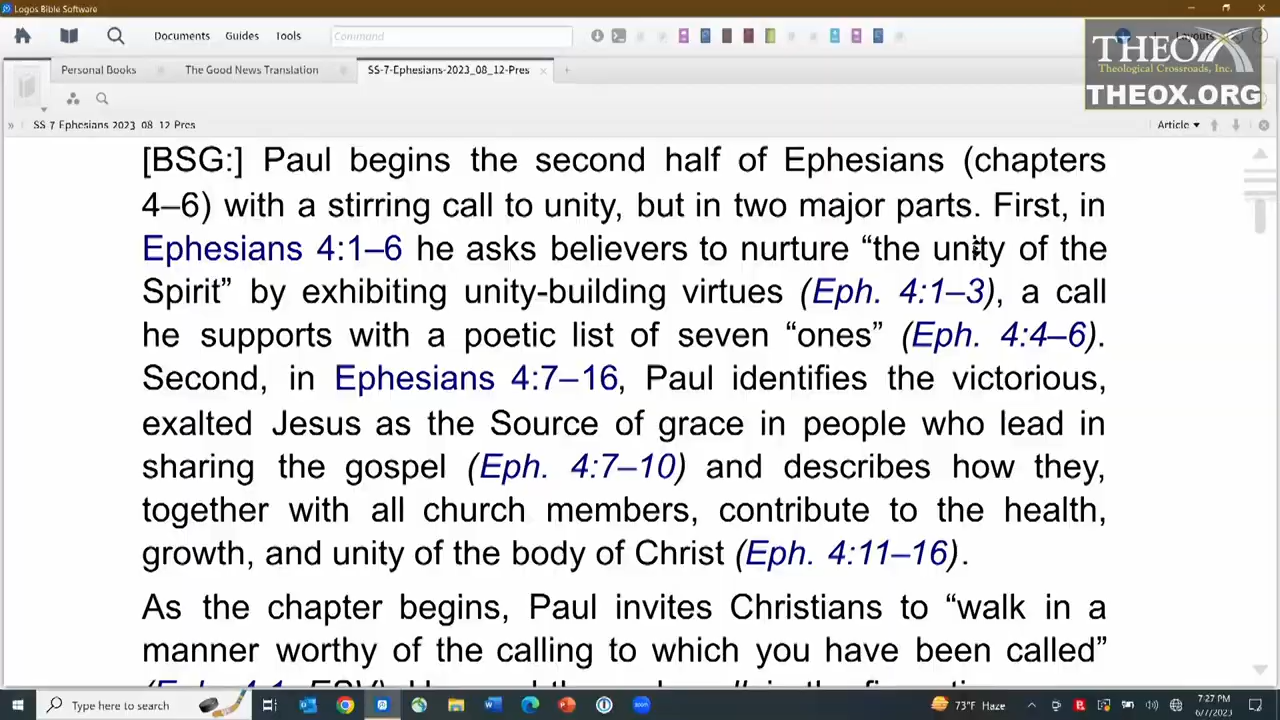 Logos Bible Software
Documents Guides Tools Command Layouts
THEOX
Theological Crossroads, Inc.
THEOX.ORG
Personal Books The Good News Translation SS-7-Ephesians-2023_08_12-Pres
» SS-7-Ephesians-2023_08_12-Pres Article
[BSG:] Paul begins the second half of Ephesians (chapters
4–6) with a stirring call to unity, but in two major parts. First, in
Ephesians 4:1–6 he asks believers to nurture “the unity of the
Spirit” by exhibiting unity-building virtues (Eph. 4:1–3), a call
he supports with a poetic list of seven “ones” (Eph. 4:4–6).
Second, in Ephesians 4:7–16, Paul identifies the victorious,
exalted Jesus as the Source of grace in people who lead in
sharing the gospel (Eph. 4:7–10) and describes how they,
together with all church members, contribute to the health,
growth, and unity of the body of Christ (Eph. 4:11–16).
As the chapter begins, Paul invites Christians to “walk in a
manner worthy of the calling to which you have been called”
Type here to search
zoom
73°F Haze
7:27 PM
6/7/2023